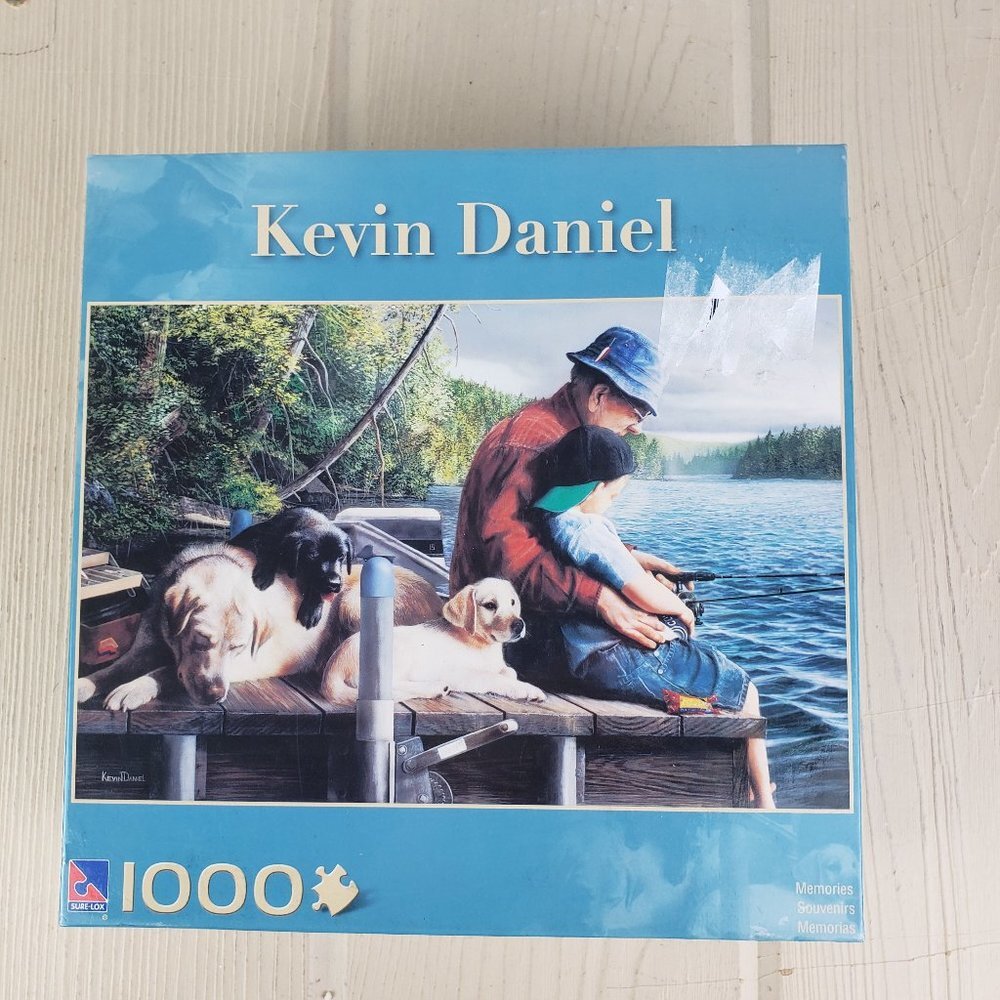 Kevin Daniel
KEVIN DANIEL
SURE-LOX
®
1000
Memories
Souvenirs
Memorias